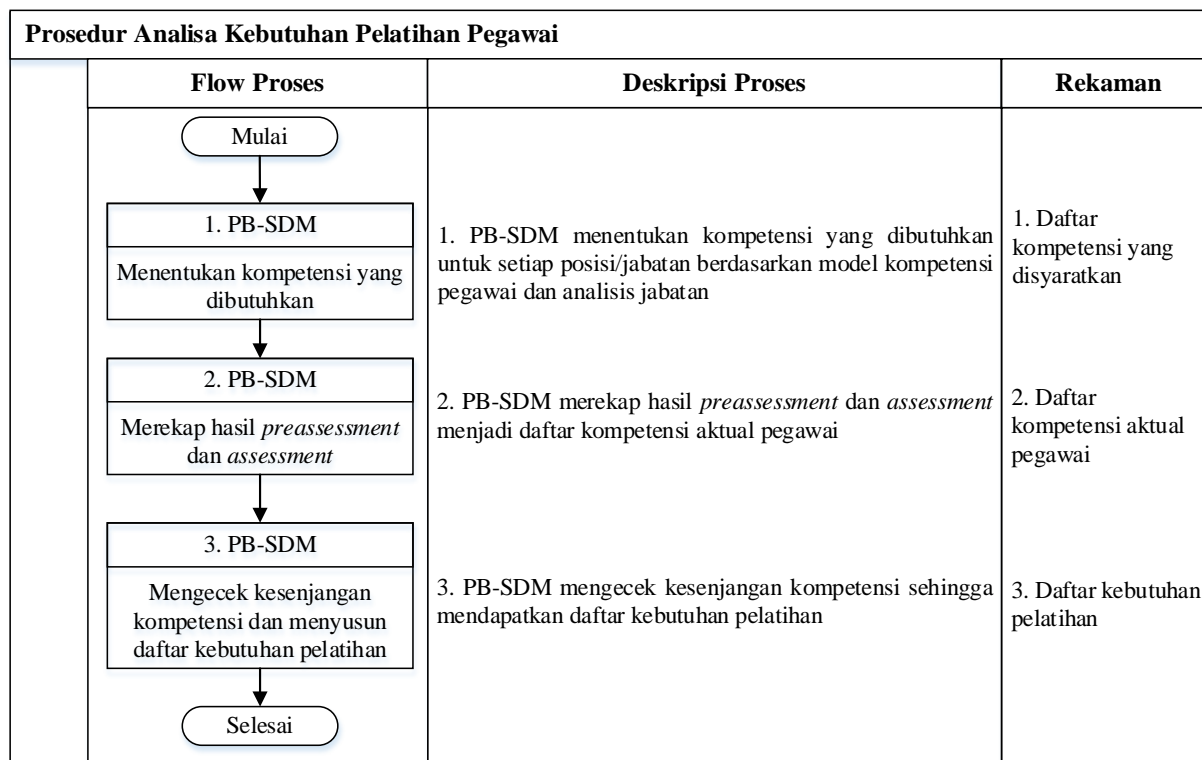 Prosedur Analisa Kebutuhan Pelatihan Pegawai
Flow Proses
Deskripsi Proses
Rekaman
Mulai
1. PB-SDM
Menentukan kompetensi yang
dibutuhkan
1. PB-SDM menentukan kompetensi yang dibutuhkan
untuk setiap posisi/jabatan berdasarkan model kompetensi
pegawai dan analisis jabatan
1. Daftar
kompetensi yang
disyaratkan
2. PB-SDM
Merekap hasil preassessment
dan assessment
2. PB-SDM merekap hasil preassessment dan assessment
menjadi daftar kompetensi aktual pegawai
2. Daftar
kompetensi aktual
pegawai
3. PB-SDM
Mengecek kesenjangan
kompetensi dan menyusun
daftar kebutuhan pelatihan
3. PB-SDM mengecek kesenjangan kompetensi sehingga
mendapatkan daftar kebutuhan pelatihan
3. Daftar kebutuhan
pelatihan
Selesai